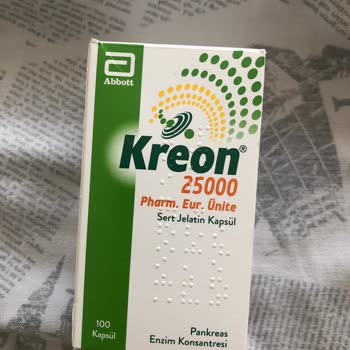 Abbott
Kreon®
25000
Pharm. Eur. Ünite
Sert Jelatin Kapsül
100
Kapsül
Pankreas
Enzim Konsantresi